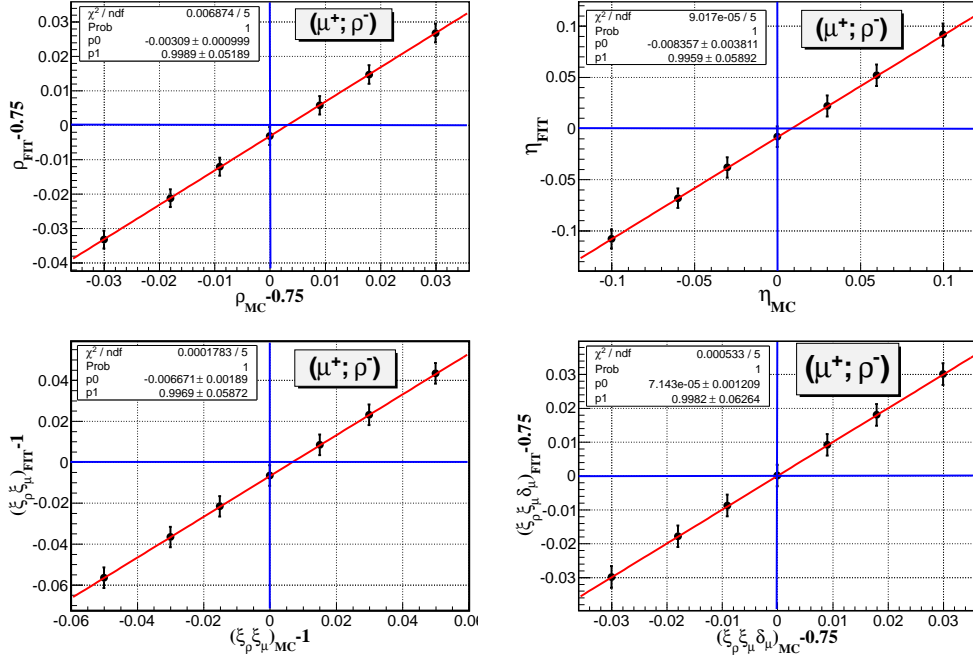 χ² / ndf 0.006874 / 5
Prob 1
p0 -0.00309 ± 0.000999
p1 0.9989 ± 0.05189
(μ⁺; ρ⁻)
0.03
0.02
0.01
0
-0.01
-0.02
-0.03
-0.04
ρFIT-0.75
-0.03 -0.02 -0.01 0 0.01 0.02 0.03
ρMC-0.75
χ² / ndf 9.017e-05 / 5
Prob 1
p0 -0.008357 ± 0.003811
p1 0.9959 ± 0.05892
(μ⁺; ρ⁻)
0.1
0.05
0
-0.05
-0.1
ηFIT
-0.1 -0.05 0 0.05 0.1
ηMC
χ² / ndf 0.0001783 / 5
Prob 1
p0 -0.006671 ± 0.00189
p1 0.9969 ± 0.05872
(μ⁺; ρ⁻)
0.04
0.02
0
-0.02
-0.04
-0.06
(ξρξμ)FIT-1
-0.06 -0.04 -0.02 0 0.02 0.04 0.0
(ξρξμ)MC-1
χ² / ndf 0.000533 / 5
Prob 1
p0 7.143e-05 ± 0.001209
p1 0.9982 ± 0.06264
(μ⁺; ρ⁻)
0.03
0.02
0.01
0
-0.01
-0.02
-0.03
(ξρξμδμ)FIT-0.75
-0.03 -0.02 -0.01 0 0.01 0.02 0.03
(ξρξμδμ)MC-0.75